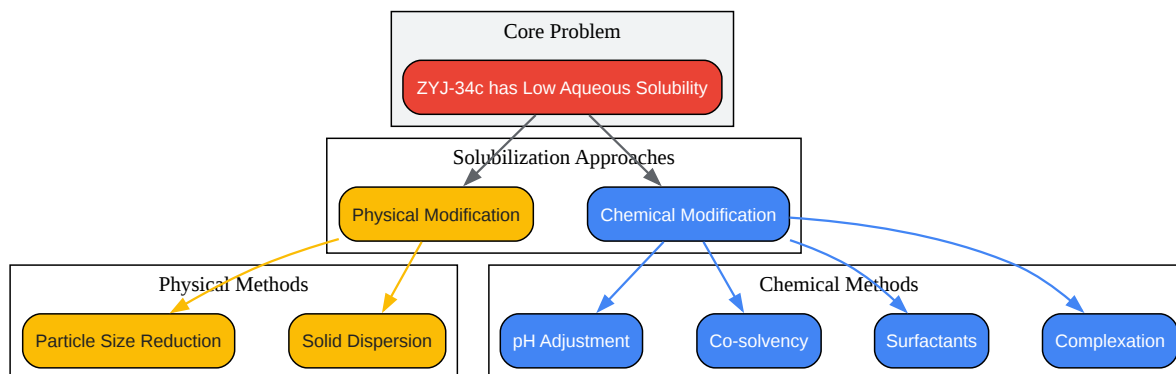 Core Problem
ZYJ-34c has Low Aqueous Solubility
Solubilization Approaches
Physical Modification
Chemical Modification
Physical Methods
Chemical Methods
Particle Size Reduction
Solid Dispersion
pH Adjustment
Co-solvency
Surfactants
Complexation